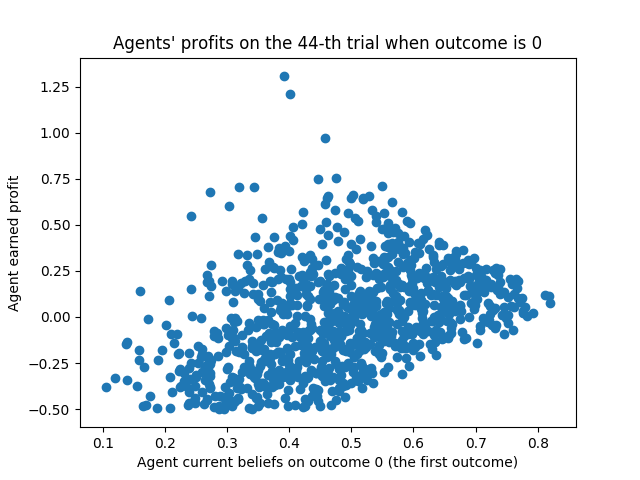 Agents' profits on the 44-th trial when outcome is 0
1.25
1.00
0.75
0.50
0.25
0.00
−0.25
−0.50
Agent earned profit
0.1 0.2 0.3 0.4 0.5 0.6 0.7 0.8
Agent current beliefs on outcome 0 (the first outcome)